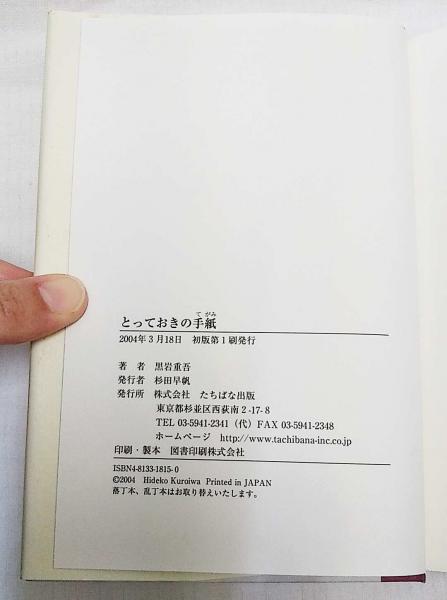 とっておきの手紙
てがみ
2004年3月18日 初版第1刷発行
著 者 黒岩重吾
発行者 杉田早帆
発行所 株式会社 たちばな出版
東京都杉並区西荻南2-17-8
TEL 03-5941-2341（代）FAX 03-5941-2348
ホームページ http://www.tachibana-inc.co.jp
印刷・製本 図書印刷株式会社
ISBN4-8133-1815-0
©2004 Hideko Kuroiwa Printed in JAPAN
落丁本、乱丁本はお取り替えいたします。